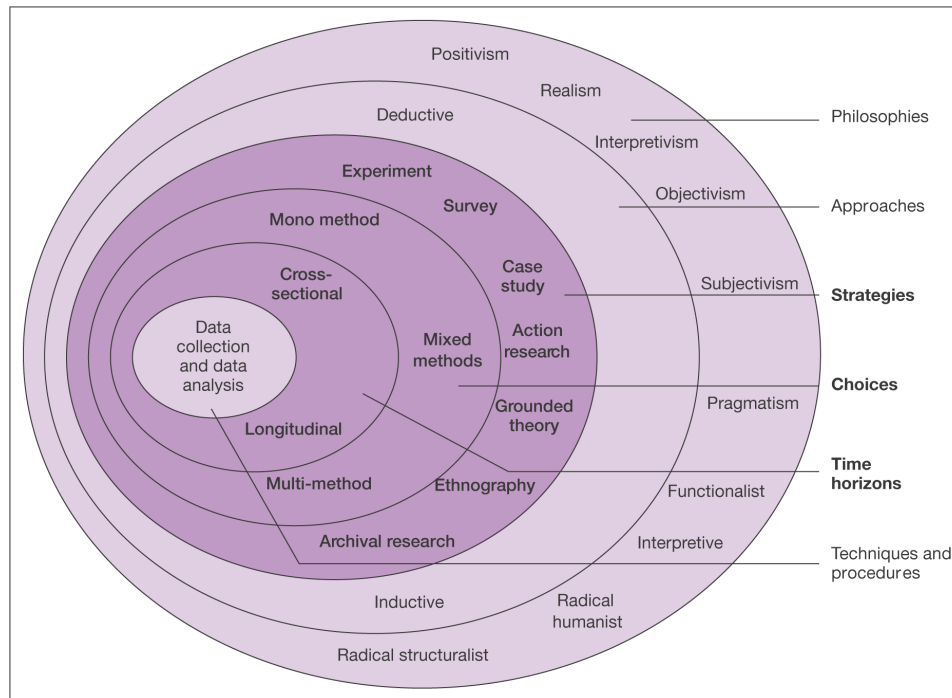 Positivism
Realism
Philosophies
Deductive
Interpretivism
Experiment
Objectivism
Approaches
Survey
Mono method
Case
study
Subjectivism
Strategies
Cross-
sectional
Data
collection
and data
analysis
Mixed
methods
Action
research
Choices
Grounded
theory
Pragmatism
Longitudinal
Time
horizons
Multi-method
Ethnography
Functionalist
Archival research
Interpretive
Techniques and
procedures
Inductive
Radical
humanist
Radical structuralist